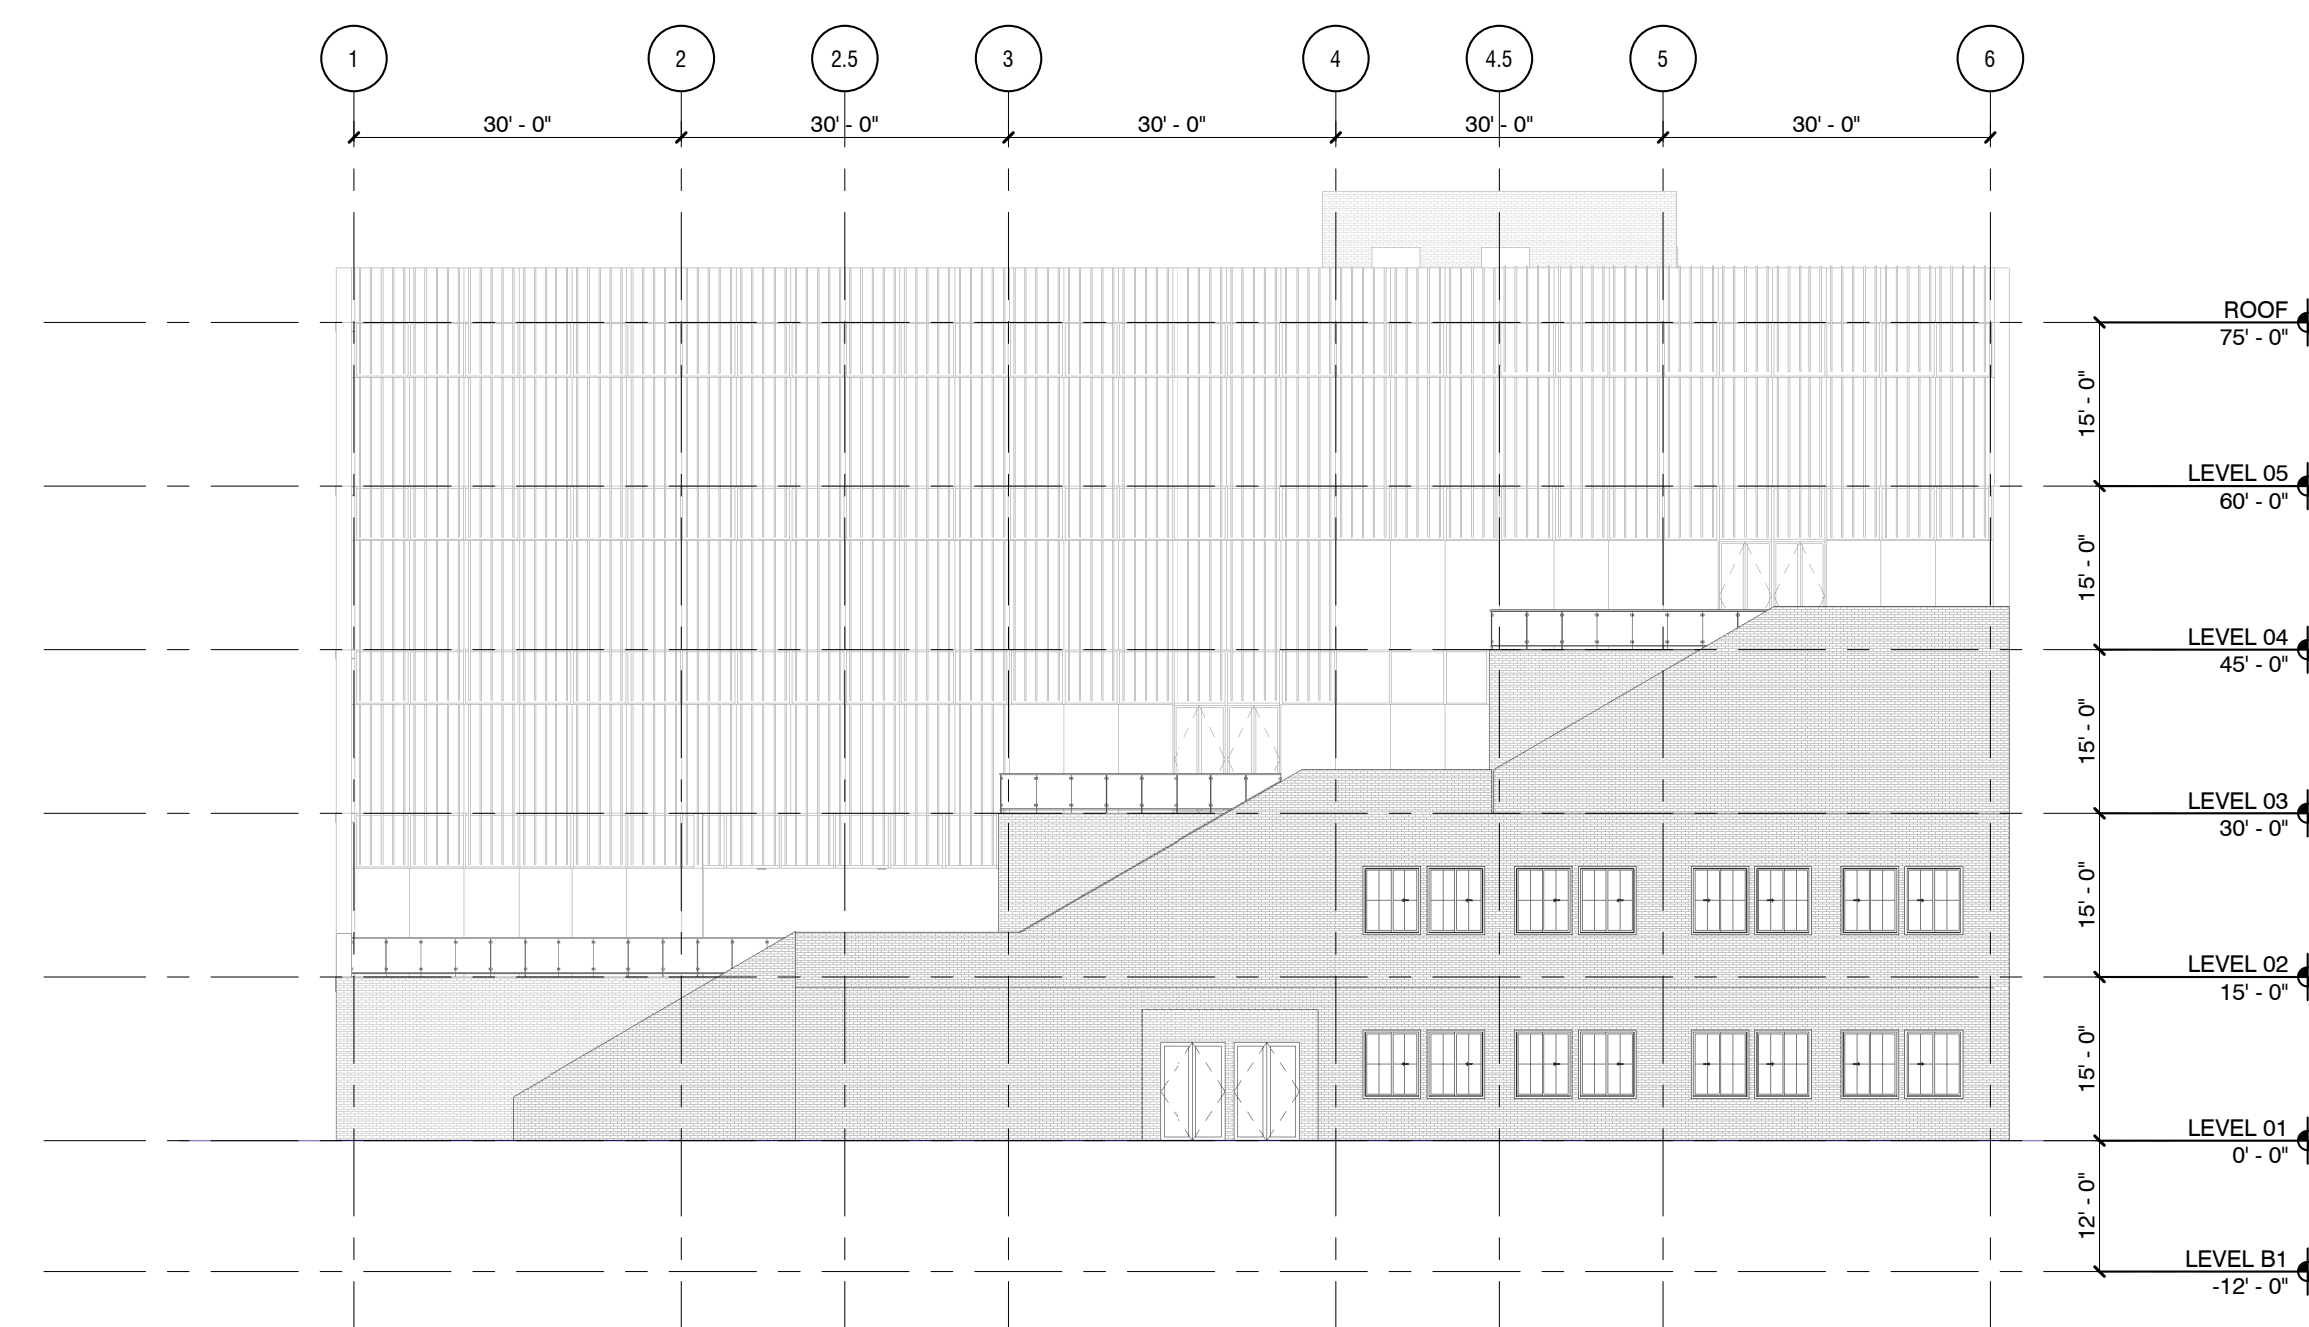 1 2 2.5 3 4 4.5 5 6
30' - 0" 30' - 0" 30' - 0" 30' - 0" 30' - 0"
ROOF
75' - 0"
15' - 0"
LEVEL 05
60' - 0"
15' - 0"
LEVEL 04
45' - 0"
15' - 0"
LEVEL 03
30' - 0"
15' - 0"
LEVEL 02
15' - 0"
15' - 0"
LEVEL 01
0' - 0"
12' - 0"
LEVEL B1
-12' - 0"